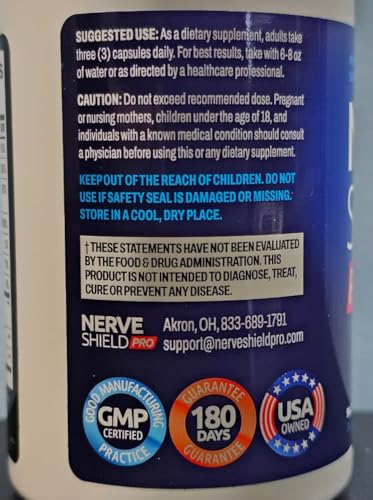 SUGGESTED USE: As a dietary supplement, adults take
three (3) capsules daily. For best results, take with 6-8 oz
of water or as directed by a healthcare professional.
CAUTION: Do not exceed recommended dose. Pregnant
or nursing mothers, children under the age of 18, and
individuals with a known medical condition should consult
a physician before using this or any dietary supplement.
KEEP OUT OF THE REACH OF CHILDREN. DO NOT
USE IF SAFETY SEAL IS DAMAGED OR MISSING.
STORE IN A COOL, DRY PLACE.
†THESE STATEMENTS HAVE NOT BEEN EVALUATED
BY THE FOOD & DRUG ADMINISTRATION. THIS
PRODUCT IS NOT INTENDED TO DIAGNOSE, TREAT,
CURE OR PREVENT ANY DISEASE.
NERVE
SHIELD PRO
Akron, OH, 833-689-1791
support@nerveshieldpro.com
GOOD MANUFACTURING
GMP
CERTIFIED
PRACTICE
GUARANTEE
180
DAYS
GUARANTEE
USA
OWNED